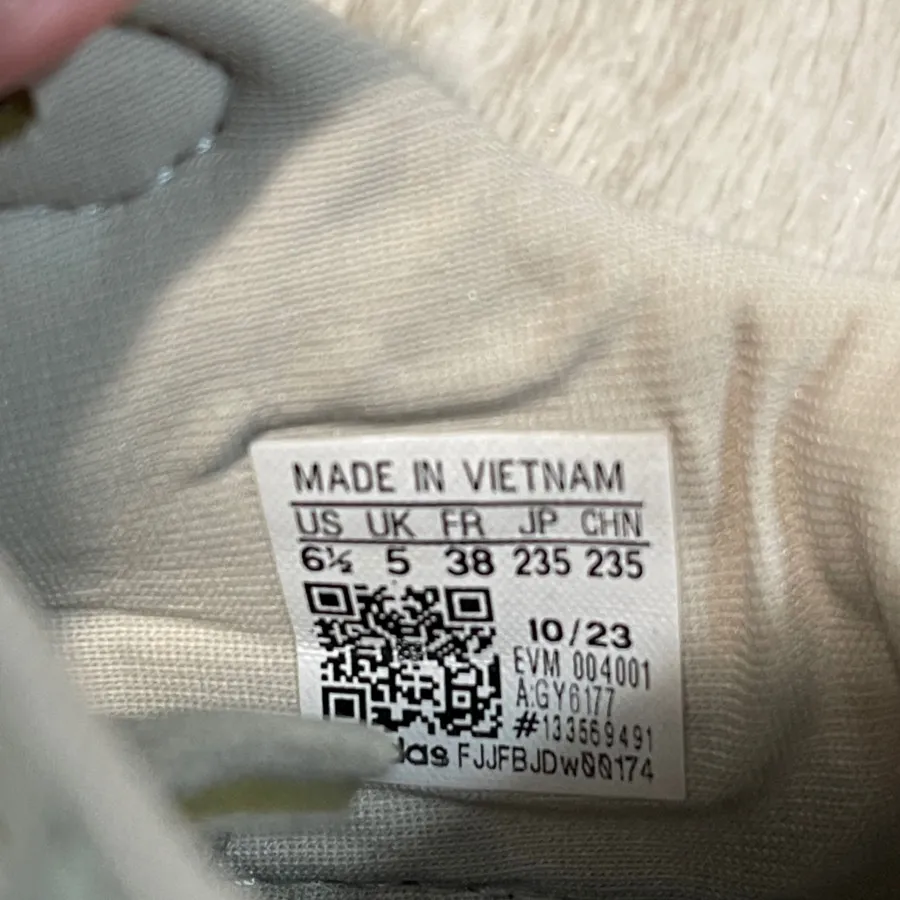 MADE IN VIETNAM
US UK FR JP CHN
6½ 5 38 235 235
10/23
EVM 004001
A:GY6177
#133569491
FJJFBJDW00174